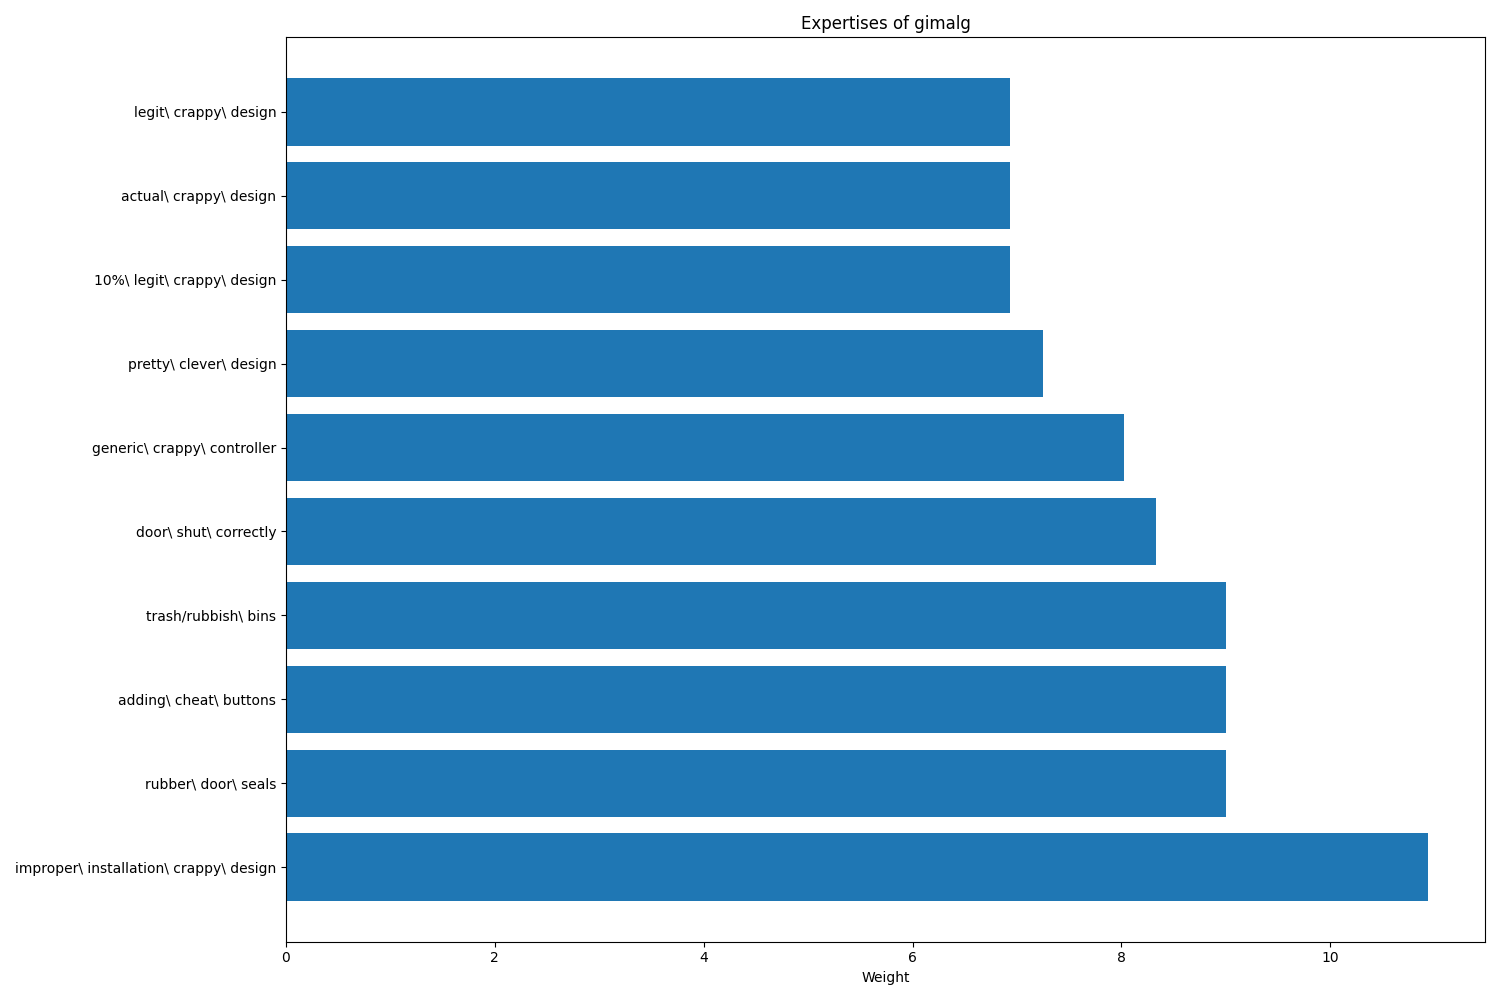 Expertises of gimalg
legit\ crappy\ design
actual\ crappy\ design
10%\ legit\ crappy\ design
pretty\ clever\ design
generic\ crappy\ controller
door\ shut\ correctly
trash/rubbish\ bins
adding\ cheat\ buttons
rubber\ door\ seals
improper\ installation\ crappy\ design
0 2 4 6 8 10
Weight